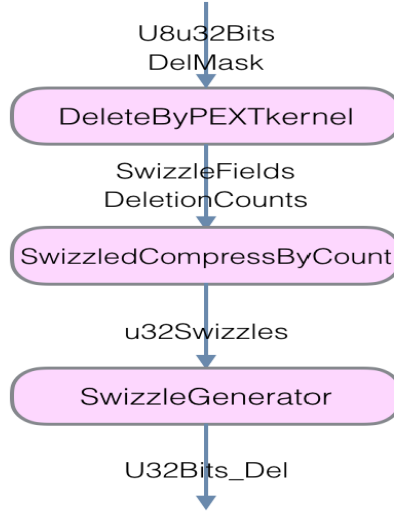 U8u32Bits
DelMask
DeleteByPEXTkernel
SwizzleFields
DeletionCounts
SwizzledCompressByCount
u32Swizzles
SwizzleGenerator
U32Bits_Del